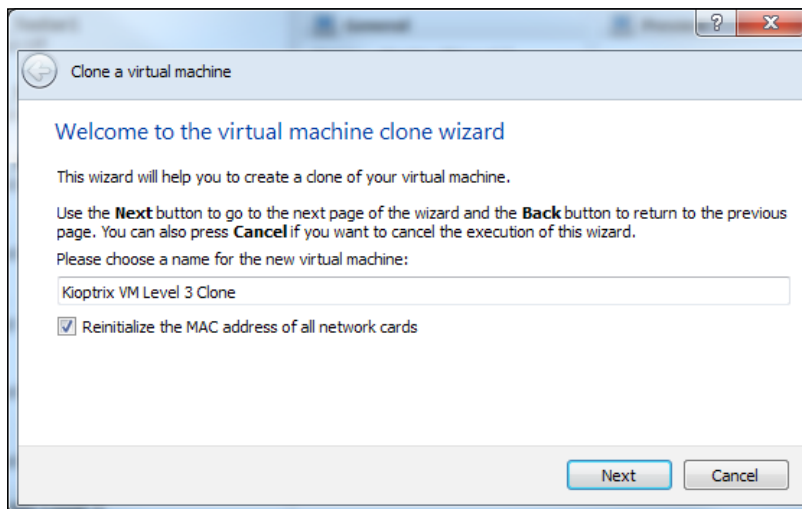 General
?
X
Clone a virtual machine
Welcome to the virtual machine clone wizard
This wizard will help you to create a clone of your virtual machine.
Use the Next button to go to the next page of the wizard and the Back button to return to the previous
page. You can also press Cancel if you want to cancel the execution of this wizard.
Please choose a name for the new virtual machine:
Kioptrix VM Level 3 Clone
Reinitialize the MAC address of all network cards
Next Cancel